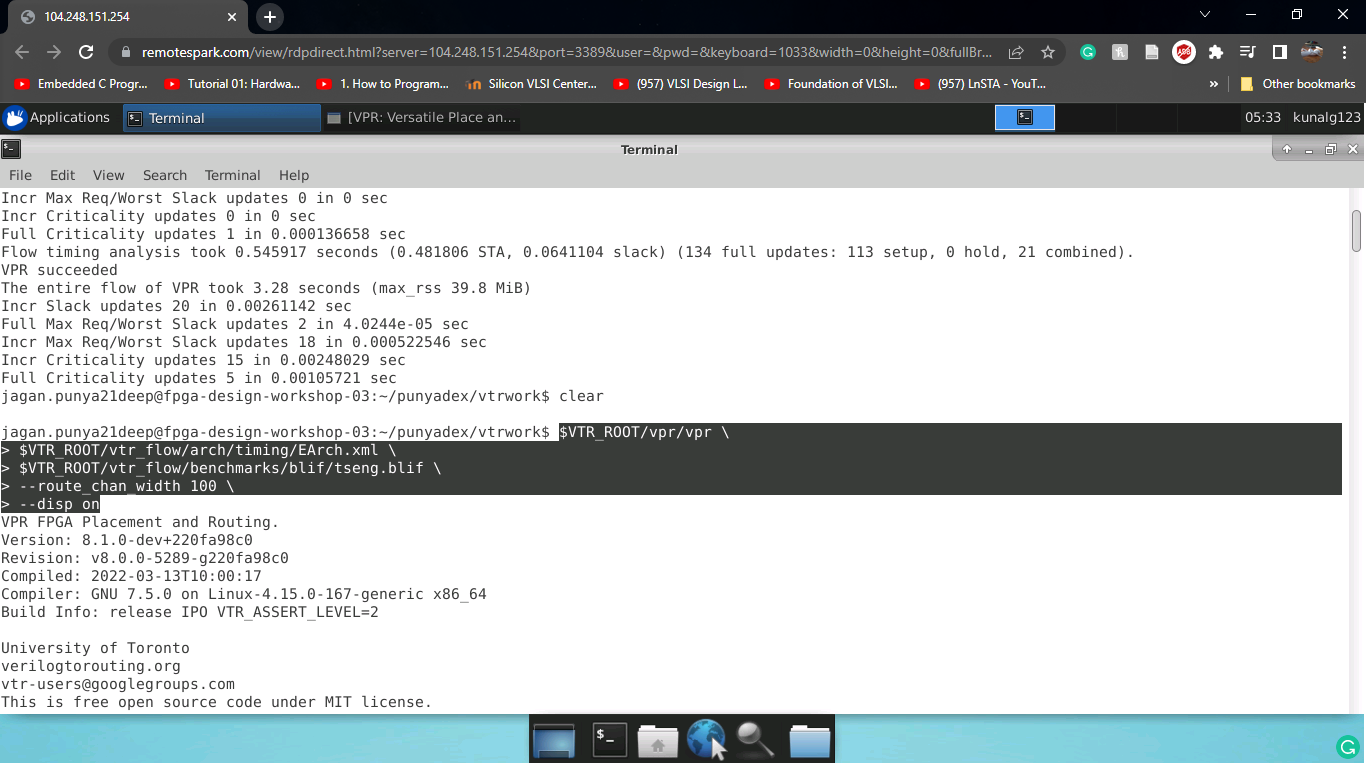 104.248.151.254
remotespark.com/view/rdpdirect.html?server=104.248.151.254&port=3389&user=&pwd=&keyboard=1033&width=0&height=0&fullBr...
Embedded C Progr...
Tutorial 01: Hardwa...
1. How to Program...
Silicon VLSI Center...
(957) VLSI Design L...
Foundation of VLSI...
(957) LnSTA - YouT...
»
Other bookmarks
Applications
Terminal
[VPR: Versatile Place an...
05:33
kunalg123
Terminal
File Edit View Search Terminal Help
Incr Max Req/Worst Slack updates 0 in 0 sec
Incr Criticality updates 0 in 0 sec
Full Criticality updates 1 in 0.000136658 sec
Flow timing analysis took 0.545917 seconds (0.481806 STA, 0.0641104 slack) (134 full updates: 113 setup, 0 hold, 21 combined).
VPR succeeded
The entire flow of VPR took 3.28 seconds (max_rss 39.8 MiB)
Incr Slack updates 20 in 0.00261142 sec
Full Max Req/Worst Slack updates 2 in 4.0244e-05 sec
Incr Max Req/Worst Slack updates 18 in 0.000522546 sec
Incr Criticality updates 15 in 0.00248029 sec
Full Criticality updates 5 in 0.00105721 sec
jagan.punya21deep@fpga-design-workshop-03:~/punyadex/vtrwork$ clear
jagan.punya21deep@fpga-design-workshop-03:~/punyadex/vtrwork$ $VTR_ROOT/vpr/vpr \
> $VTR_ROOT/vtr_flow/arch/timing/EArch.xml \
> $VTR_ROOT/vtr_flow/benchmarks/blif/tseng.blif \
> --route_chan_width 100 \
> --disp on
VPR FPGA Placement and Routing.
Version: 8.1.0-dev+220fa98c0
Revision: v8.0.0-5289-g220fa98c0
Compiled: 2022-03-13T10:00:17
Compiler: GNU 7.5.0 on Linux-4.15.0-167-generic x86_64
Build Info: release IPO VTR_ASSERT_LEVEL=2
University of Toronto
verilogtorouting.org
vtr-users@googlegroups.com
This is free open source code under MIT license.